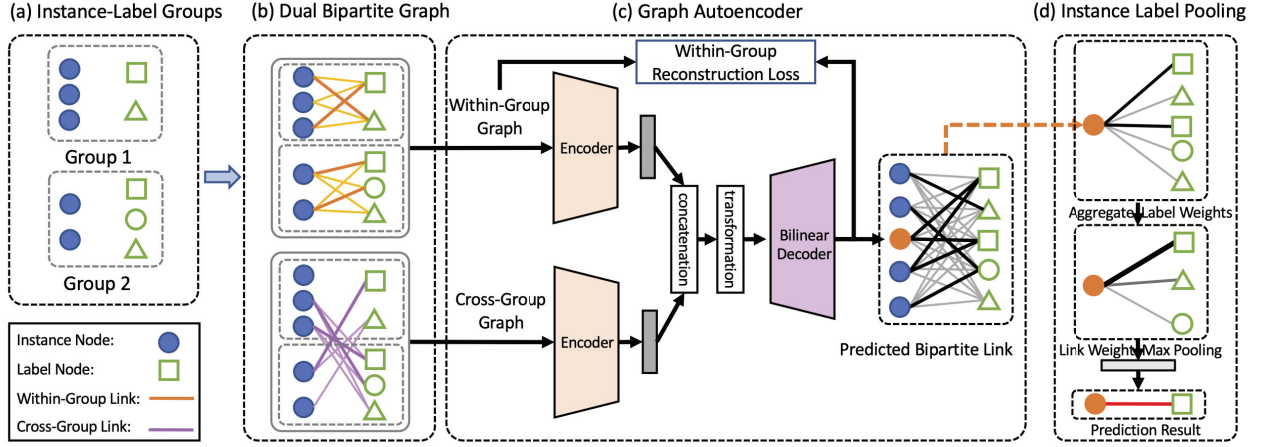 (a) Instance-Label Groups
Group 1
Group 2
Instance Node:
Label Node:
Within-Group Link:
Cross-Group Link:
(b) Dual Bipartite Graph
(c) Graph Autoencoder
Within-Group
Reconstruction Loss
Within-Group
Graph
Encoder
Cross-Group
Graph
Encoder
concatenation
transformation
Bilinear
Decoder
Predicted Bipartite Link
(d) Instance Label Pooling
Aggregate Label Weights
Link Weight Max Pooling
Prediction Result